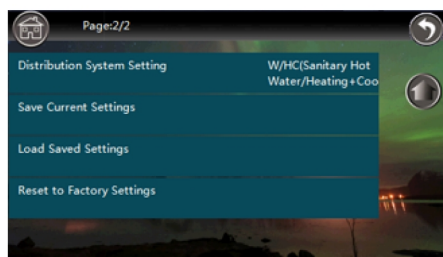 Page:2/2
Distribution System Setting
W/HC(Sanitary Hot
Water/Heating+Coo
Save Current Settings
Load Saved Settings
Reset to Factory Settings